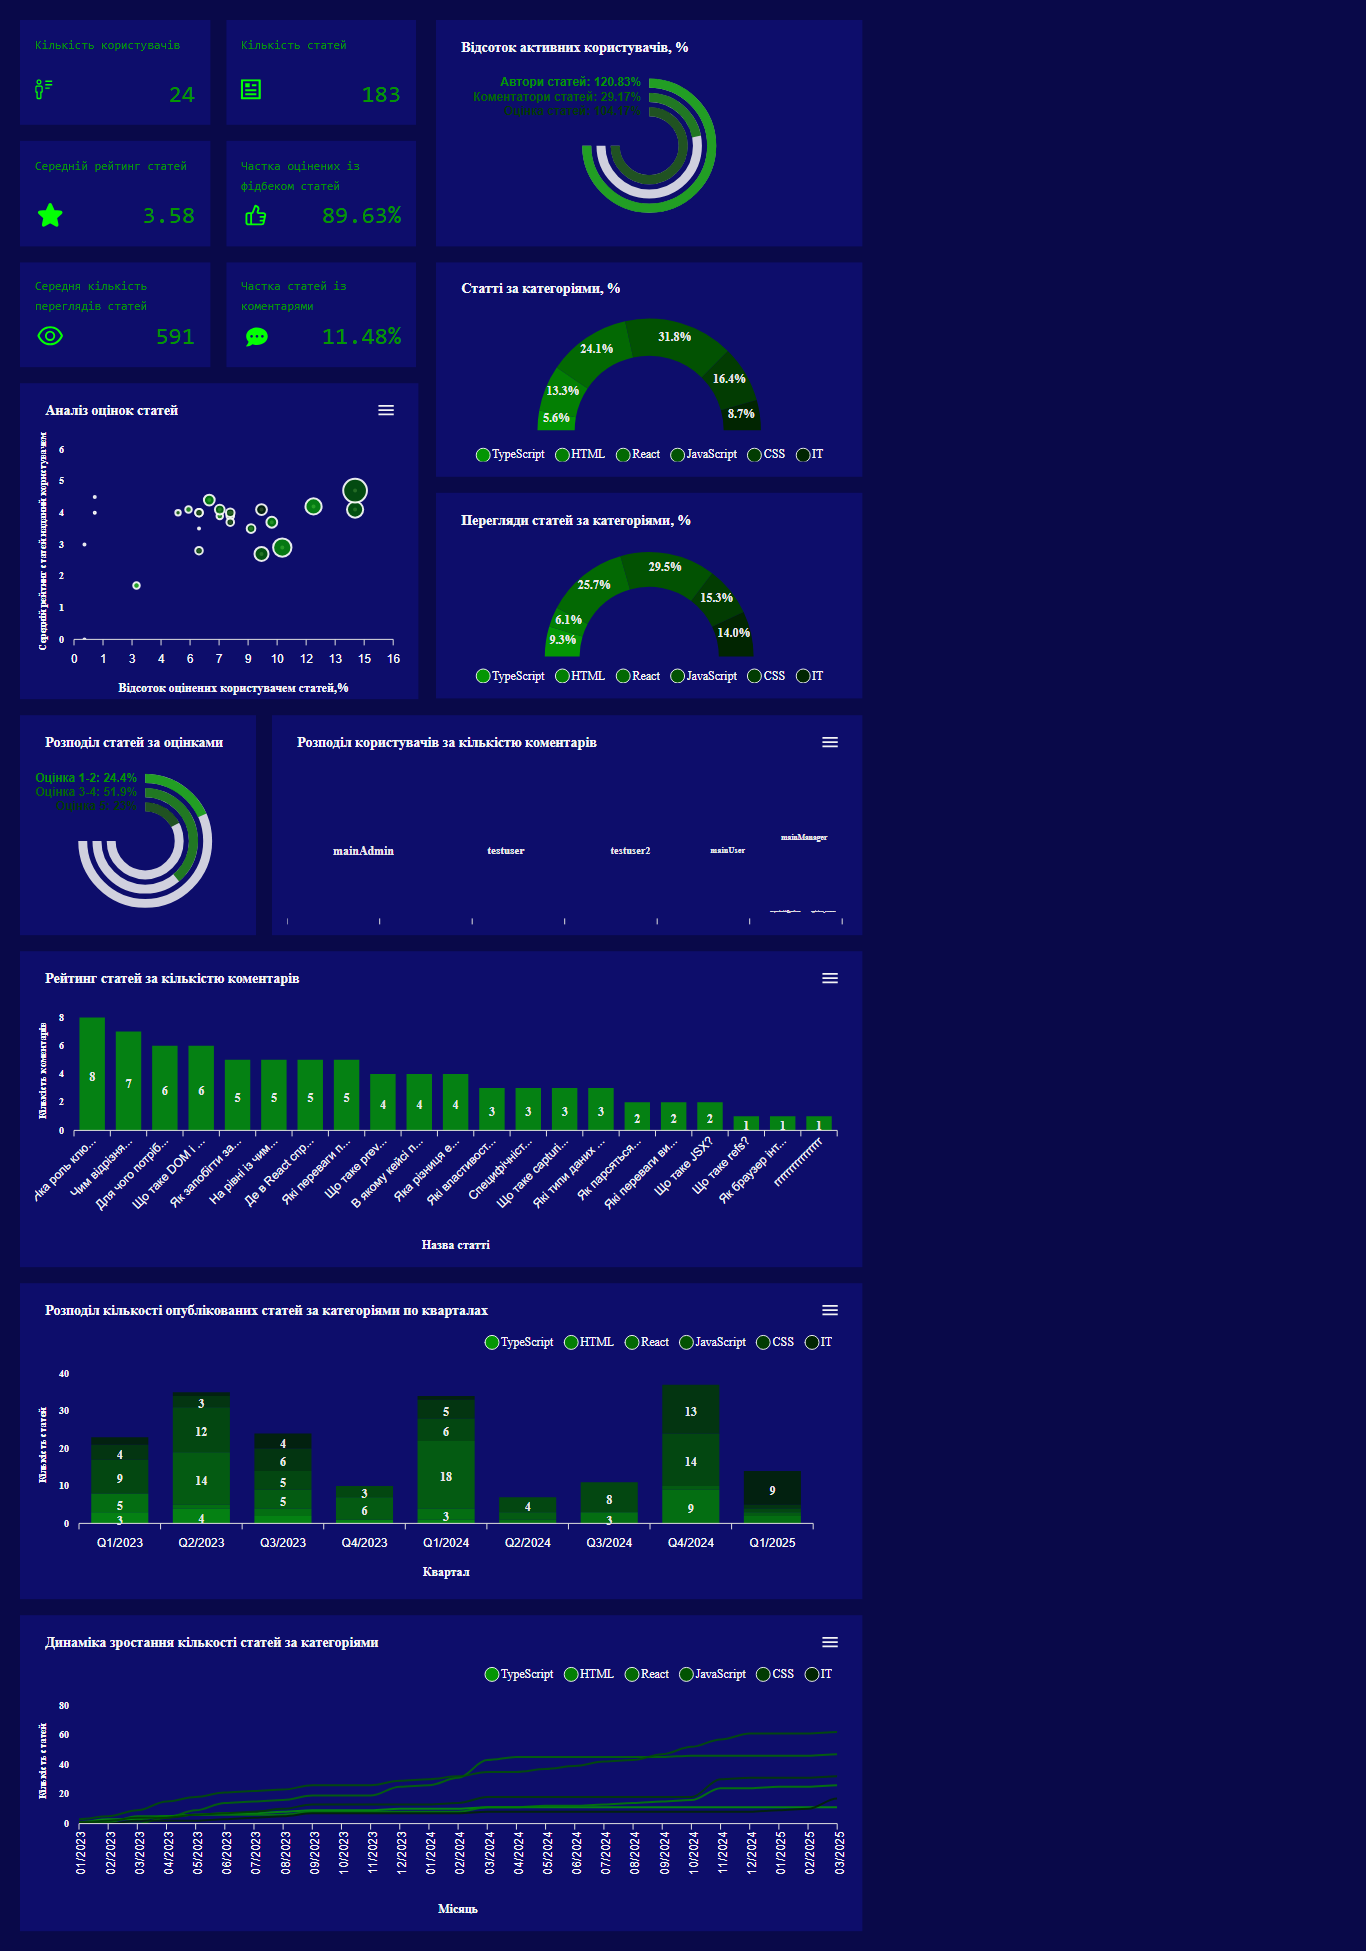 Кількість користувачів
24
Кількість статей
183
Середній рейтинг статей
3.58
Частка оцінених із
фідбеком статей
89.63%
Середня кількість
переглядів статей
591
Частка статей із
коментарями
11.48%
Відсоток активних користувачів, %
Автори статей: 120.83%
Коментатори статей: 29.17%
Оцінка статей: 104.17%
Статті за категоріями, %
5.6%
13.3%
24.1%
31.8%
16.4%
8.7%
TypeScript HTML React JavaScript CSS IT
Аналіз оцінок статей
Середній рейтинг статей наданий користувачем
6
5
4
3
2
1
0
0 1 3 4 6 7 9 10 12 13 15 16
Відсоток оцінених користувачем статей,%
Перегляди статей за категоріями, %
9.3%
6.1%
25.7%
29.5%
15.3%
14.0%
TypeScript HTML React JavaScript CSS IT
Розподіл статей за оцінками
Оцінка 1-2: 24.4%
Оцінка 3-4: 51.9%
Оцінка 5: 23%
Розподіл користувачів за кількістю коментарів
mainAdmin
testuser
testuser2
mainUser
mainManager
Рейтинг статей за кількістю коментарів
Кількість коментарів
8
6
4
2
0
8 7 6 6 5 5 5 5 4 4 4 3 3 3 3 2 2 2 1 1 1
Яка роль клю...
Чим відрізня...
Для чого потріб...
Що таке DOM і ...
Як запобігти за...
На рівні із чим...
Де в React спр...
Які переваги п...
Що таке prev...
В якому кейсі п...
Яка різниця е...
Які властивост...
Специфічніст...
Що таке capturi...
Які типи даних ...
Як парсяться...
Які переваги ви...
Що таке JSX?
Що таке refs?
Як браузер інт...
rrrrrrrrrrrrrr
Назва статті
Розподіл кількості опублікованих статей за категоріями по кварталах
TypeScript HTML React JavaScript CSS IT
Кількість статей
40
30
20
10
0
4
9
5
3
3
12
14
4
4
6
5
5
3
6
5
6
18
3
4
8
3
13
14
9
9
Q1/2023 Q2/2023 Q3/2023 Q4/2023 Q1/2024 Q2/2024 Q3/2024 Q4/2024 Q1/2025
Квартал
Динаміка зростання кількості статей за категоріями
TypeScript HTML React JavaScript CSS IT
Кількість статей
80
60
40
20
0
01/2023 02/2023 03/2023 04/2023 05/2023 06/2023 07/2023 08/2023 09/2023 10/2023 11/2023 12/2023 01/2024 02/2024 03/2024 04/2024 05/2024 06/2024 07/2024 08/2024 09/2024 10/2024 11/2024 12/2024 01/2025 02/2025 03/2025
Місяць